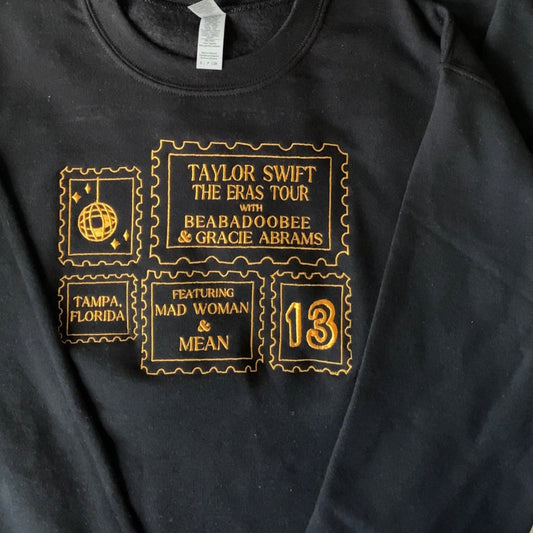 TAYLOR SWIFT
THE ERAS TOUR
WITH
BEABADOOBEE
& GRACIE ABRAMS
TAMPA,
FLORIDA
FEATURING
MAD WOMAN
&
MEAN
13